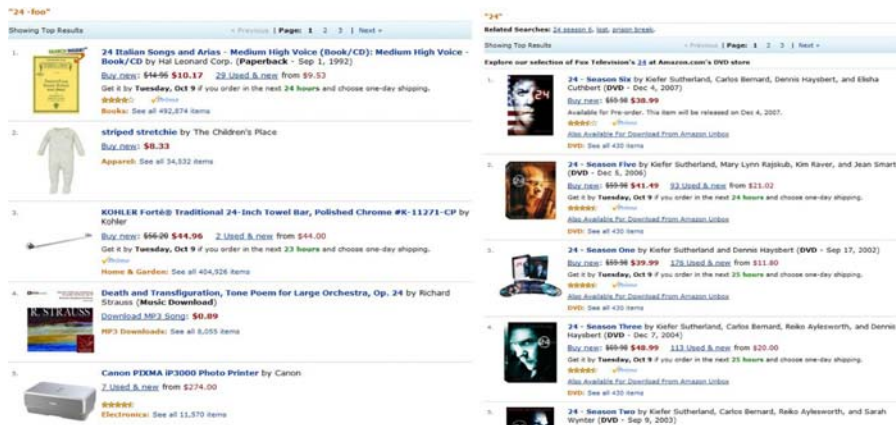 "24 -foo"
Showing Top Results
« Previous | Page: 1 2 3 | Next »
1.
24 Italian Songs and Arias - Medium High Voice (Book/CD): Medium High Voice -
Book/CD by Hal Leonard Corp. (Paperback - Sep 1, 1992)
Buy new: $14.95 $10.17 29 Used & new from $9.53
Get it by Tuesday, Oct 9 if you order in the next 24 hours and choose one-day shipping.
Prime
Books: See all 492,874 items
2.
striped stretchie by The Children's Place
Buy new: $8.33
Apparel: See all 34,532 items
3.
KOHLER Forté® Traditional 24-Inch Towel Bar, Polished Chrome #K-11271-CP by
Kohler
Buy new: $56.20 $44.96 2 Used & new from $44.00
Get it by Tuesday, Oct 9 if you order in the next 23 hours and choose one-day shipping.
Prime
Home & Garden: See all 404,926 items
4.
R. STRAUSS
Death and Transfiguration, Tone Poem for Large Orchestra, Op. 24 by Richard
Strauss (Music Download)
Download MP3 Song: $0.89
MP3 Downloads: See all 8,055 items
5.
Canon PIXMA iP3000 Photo Printer by Canon
7 Used & new from $274.00
Electronics: See all 11,570 items
"24"
Related Searches: 24 season 6, lost, prison break.
Showing Top Results
« Previous | Page: 1 2 3 | Next »
Explore our selection of Fox Television's 24 at Amazon.com's DVD store
1.
24
24 - Season Six by Kiefer Sutherland, Carlos Bernard, Dennis Haysbert, and Elisha
Cuthbert (DVD - Dec 4, 2007)
Buy new: $59.98 $38.99
Available for Pre-order. This item will be released on Dec 4, 2007.
Prime
Also Available For Download From Amazon Unbox
DVD: See all 430 items
2.
24 - Season Five by Kiefer Sutherland, Mary Lynn Rajskub, Kim Raver, and Jean Smart
(DVD - Dec 5, 2006)
Buy new: $59.98 $41.49 93 Used & new from $21.02
Get it by Tuesday, Oct 9 if you order in the next 24 hours and choose one-day shipping.
Prime
Also Available For Download From Amazon Unbox
DVD: See all 430 items
3.
24 - Season One by Kiefer Sutherland and Dennis Haysbert (DVD - Sep 17, 2002)
Buy new: $59.98 $39.99 176 Used & new from $11.80
Get it by Tuesday, Oct 9 if you order in the next 25 hours and choose one-day shipping.
Prime
Also Available For Download From Amazon Unbox
DVD: See all 430 items
4.
24 - Season Three by Kiefer Sutherland, Carlos Bernard, Reiko Aylesworth, and Dennis
Haysbert (DVD - Dec 7, 2004)
Buy new: $69.98 $48.99 113 Used & new from $20.00
Get it by Tuesday, Oct 9 if you order in the next 25 hours and choose one-day shipping.
Prime
Also Available For Download From Amazon Unbox
DVD: See all 430 items
5.
24 - Season Two by Kiefer Sutherland, Carlos Bernard, Reiko Aylesworth, and Sarah
Wynter (DVD - Sep 9, 2003)